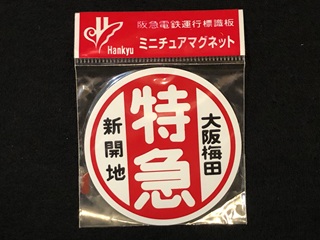 Hankyu
阪急電鉄運行標識板
ミニチュアマグネット
特急
大阪梅田
新開地